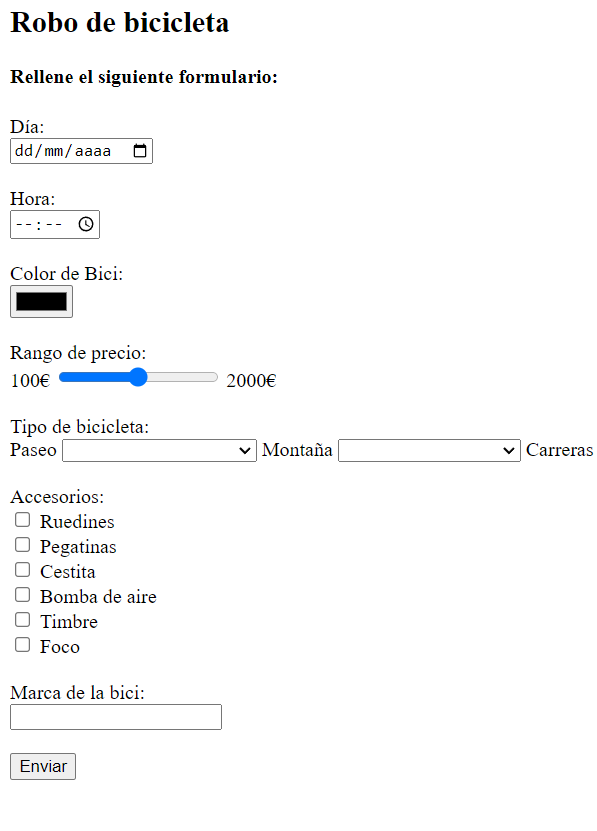 Robo de bicicleta
Rellene el siguiente formulario:
Día:
dd/mm/aaaa
Hora:
--:--
Color de Bici:
Rango de precio:
100€ 2000€
Tipo de bicicleta:
Paseo Montaña Carreras
Accesorios:
Ruedines
Pegatinas
Cestita
Bomba de aire
Timbre
Foco
Marca de la bici:
Enviar